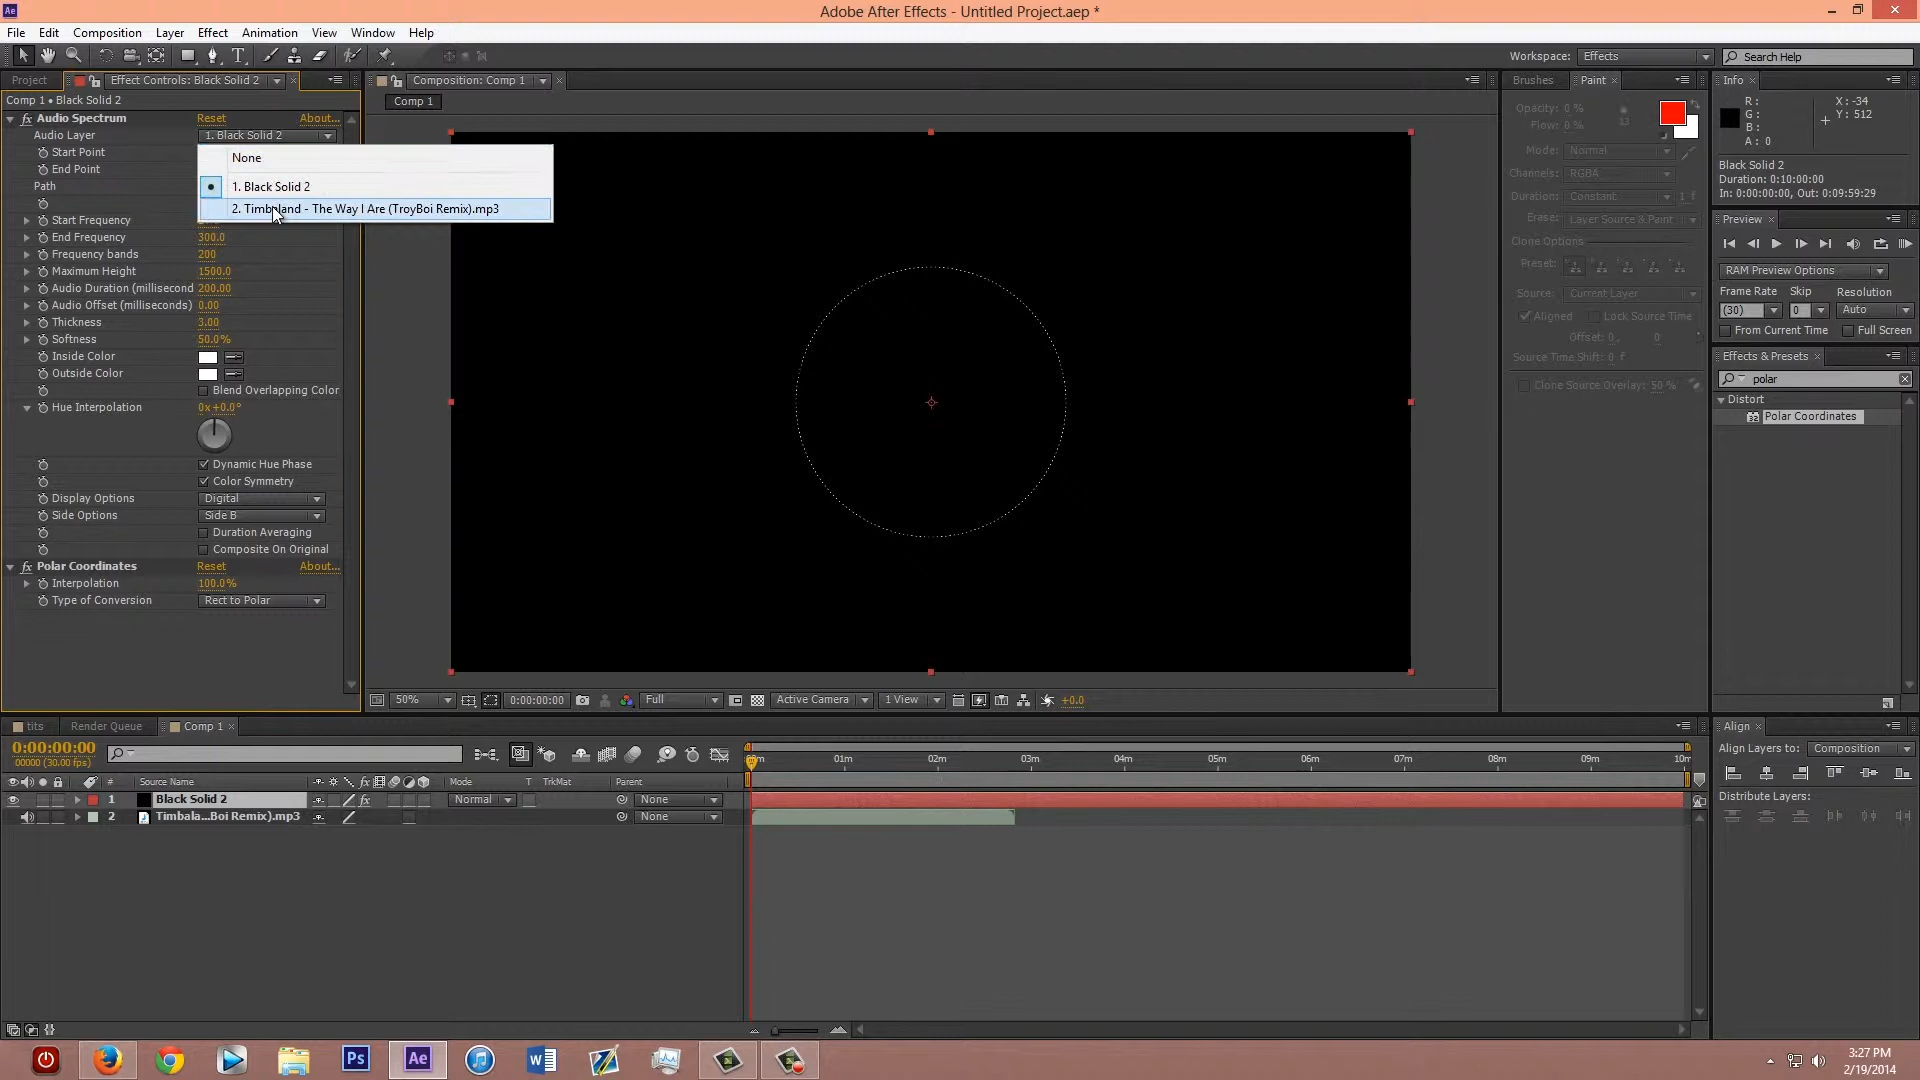 Ae
Adobe After Effects - Untitled Project.aep *
File Edit Composition Layer Effect Animation View Window Help
Workspace: Effects Search Help
Project Effect Controls: Black Solid 2 Composition: Comp 1 Brushes Paint Info
Comp 1 • Black Solid 2
Comp 1
Audio Spectrum Reset About...
Audio Layer 1. Black Solid 2
Start Point
End Point
Path
None
1. Black Solid 2
2. Timbaland - The Way I Are (TroyBoi Remix).mp3
Start Frequency
End Frequency 300.0
Frequency bands 200
Maximum Height 1500.0
Audio Duration (millisecond 200.00
Audio Offset (milliseconds) 0.00
Thickness 3.00
Softness 50.0%
Inside Color
Outside Color
Blend Overlapping Color
Hue Interpolation 0x+0.0°
Dynamic Hue Phase
Color Symmetry
Display Options Digital
Side Options Side B
Duration Averaging
Composite On Original
Polar Coordinates Reset About...
Interpolation 100.0%
Type of Conversion Rect to Polar
50% 0:00:00:00 Full Active Camera 1 View +0.0
Opacity: 0 %
Flow: 0 %
13
Mode: Normal
Channels: RGBA
Duration: Constant 1 f
Erase: Layer Source & Paint
Clone Options
Preset:
Source: Current Layer
Aligned Lock Source Time
Offset: 0 , 0
Source Time Shift: 0 f
Clone Source Overlay: 50 %
R: X: -34
G: Y: 512
B:
A: 0
Black Solid 2
Duration: 0:10:00:00
In: 0:00:00:00, Out: 0:09:59:29
Preview
RAM Preview Options
Frame Rate Skip Resolution
(30) 0 Auto
From Current Time Full Screen
Effects & Presets
polar
Distort
32
Polar Coordinates
tits Render Queue Comp 1
0:00:00:00
00000 (30.00 fps)
# Source Name fx Mode T TrkMat Parent
1 Black Solid 2 fx Normal None
2 Timbala...Boi Remix).mp3 None
01m 02m 03m 04m 05m 06m 07m 08m 09m 10m
Align
Align Layers to: Composition
Distribute Layers:
Ps Ae
3:27 PM
2/19/2014